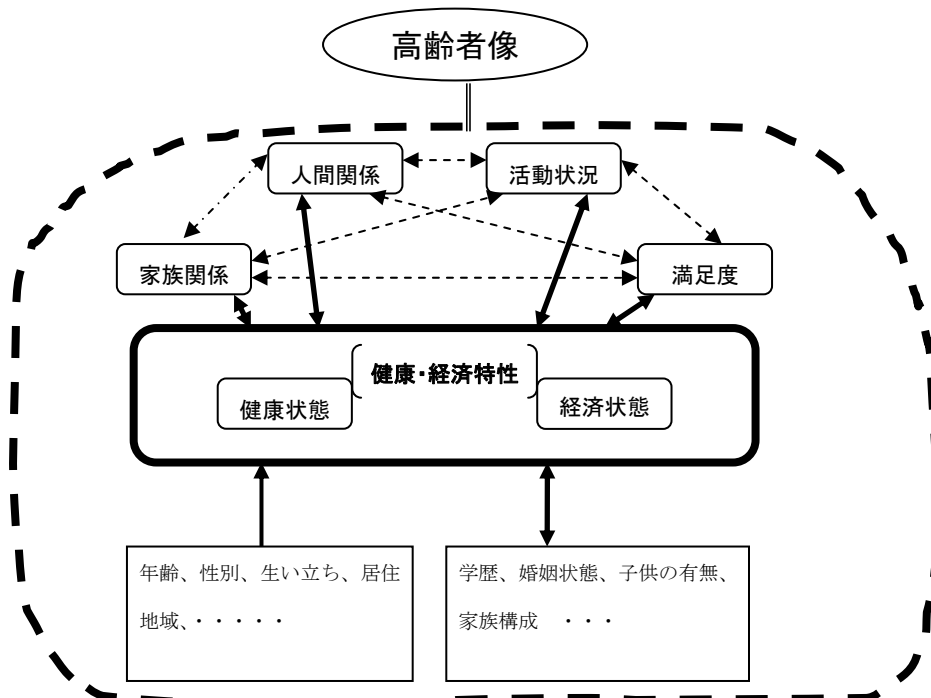 高齢者像
人間関係
活動状況
家族関係
満足度
健康・経済特性
健康状態
経済状態
年齢、性別、生い立ち、居住
地域、・・・・・
学歴、婚姻状態、子供の有無、
家族構成　・・・